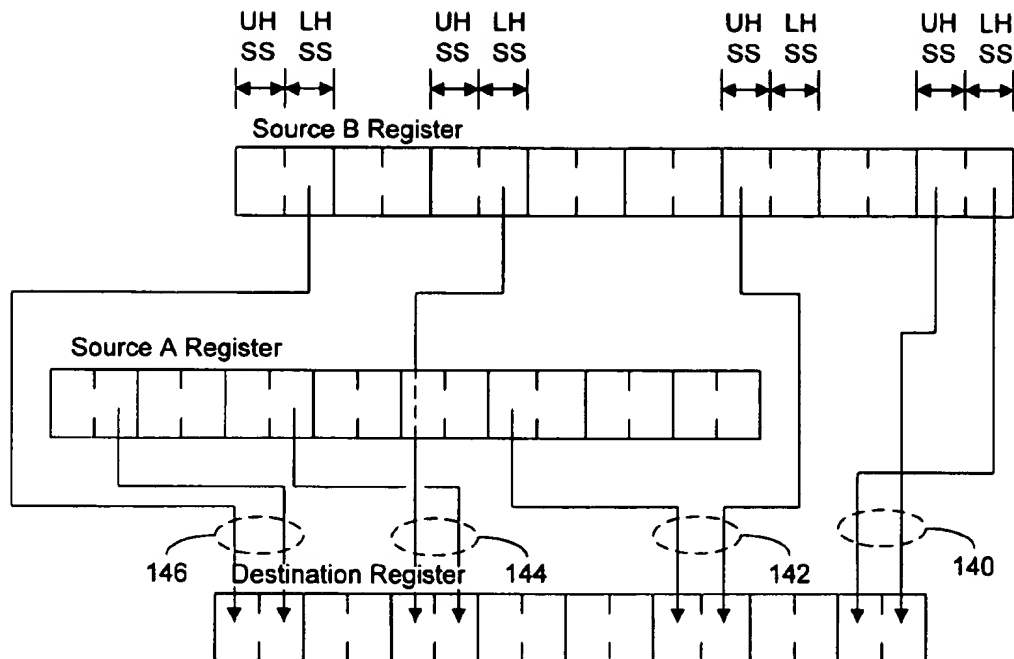 UH LH UH LH UH LH UH LH
SS SS SS SS SS SS SS SS
Source B Register
Source A Register
146 144 142 140
Destination Register